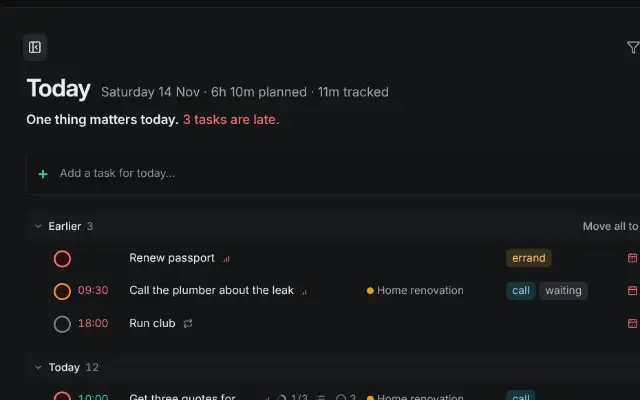 Today Saturday 14 Nov · 6h 10m planned · 11m tracked
One thing matters today. 3 tasks are late.
+ Add a task for today...
Earlier 3 Move all to
Renew passport errand
09:30 Call the plumber about the leak Home renovation call waiting
18:00 Run club
Today 12
10:00 Get three quotes for 1/3 3 Home renovation call